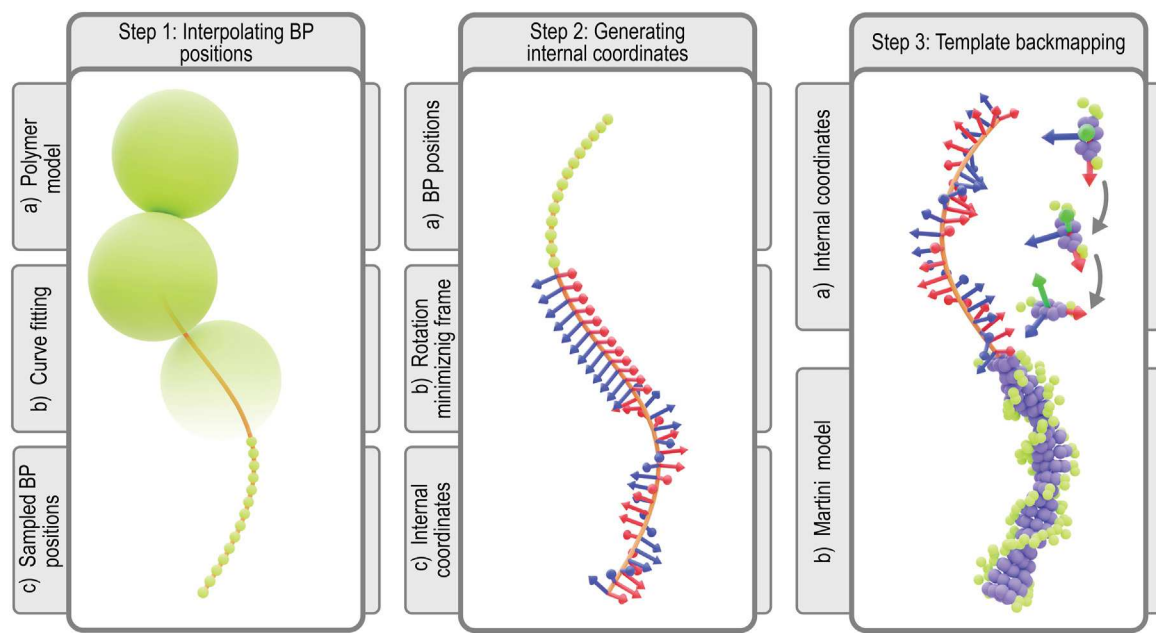 Step 1: Interpolating BP
positions
a) Polymer
model
b) Curve fitting
c) Sampled BP
positions
Step 2: Generating
internal coordinates
a) BP positions
b) Rotation
minimiznig frame
c) Internal
coordinates
Step 3: Template backmapping
a) Internal coordinates
b) Martini model